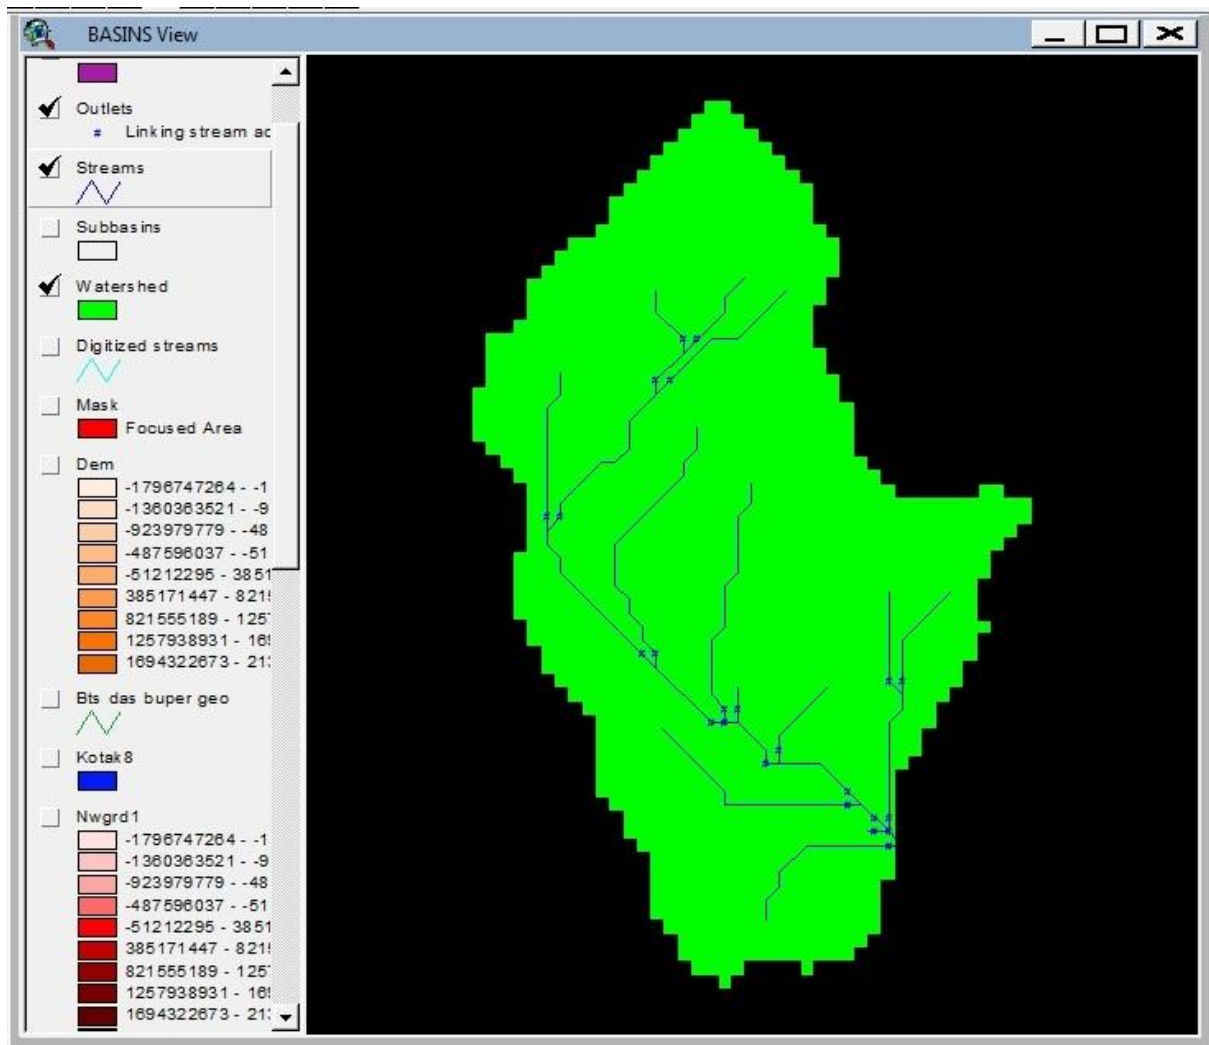 BASINS View
Outlets
Linking stream ac
Streams
Subbasins
Watershed
Digitized streams
Mask
Focused Area
Dem
-1796747264 - -1
-1360363521 - -9
-923979779 - -48
-487596037 - -51
-51212295 - 3851
385171447 - 821
821555189 - 125
1257938931 - 16
1694322673 - 21
Bts das buper geo
Kotak8
Nwgrd1
-1796747264 - -1
-1360363521 - -9
-923979779 - -48
-487596037 - -51
-51212295 - 3851
385171447 - 821
821555189 - 125
1257938931 - 16
1694322673 - 21